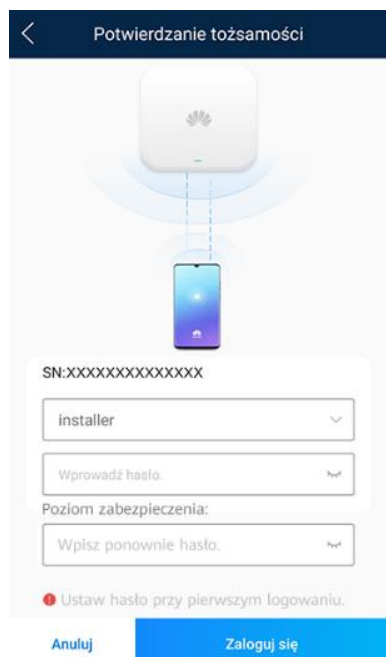 Potwierdzanie tożsamości
SN:XXXXXXXXXXXXXX
installer
Wprowadź hasło.
Poziom zabezpieczenia:
Wpisz ponownie hasło.
Ustaw hasło przy pierwszym logowaniu.
Anuluj
Zaloguj się